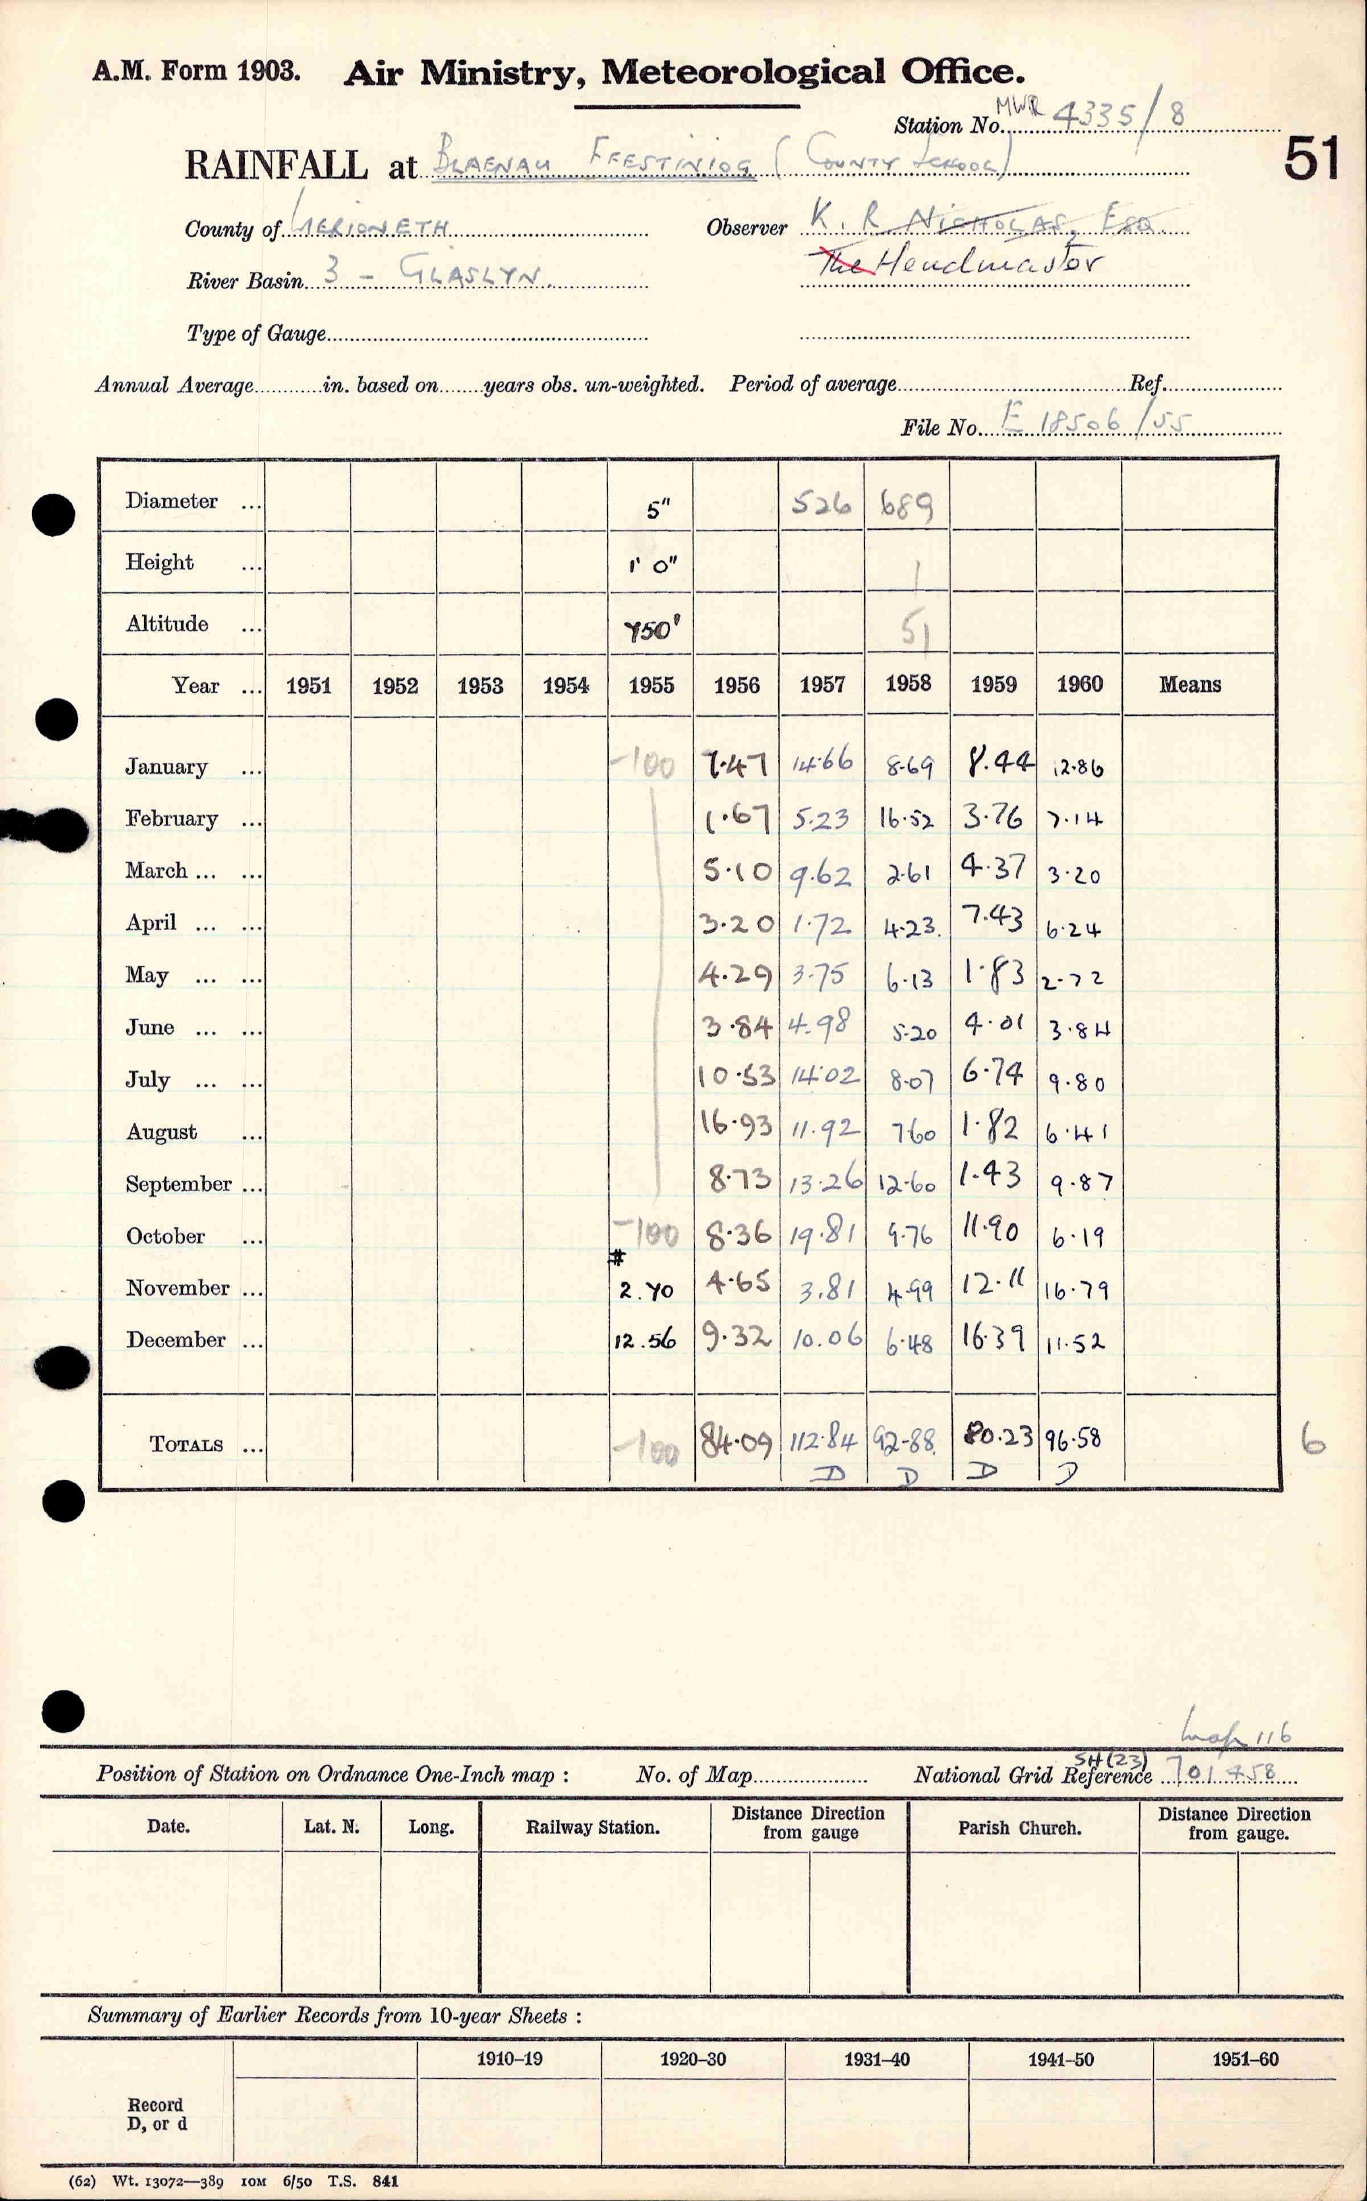 A.M. Form 1903. Air Ministry, Meteorological Office.
Station No. MWR 4335/8
51
RAINFALL at BLAENAU FFESTINIOG (COUNTY SCHOOL)
County of MERIONETH Observer K. R NICHOLAS, ESQ.
The Headmaster
River Basin 3 - GLASLYN.
Type of Gauge
Annual Average in. based on years obs. un-weighted. Period of average Ref.
File No. E 18506/55
Diameter ... 5" 526 689
Height ... 1' 0" 1
Altitude ... 750' 51
Year ... 1951 1952 1953 1954 1955 1956 1957 1958 1959 1960 Means
January ... -100 7.47 14.66 8.69 8.44 12.86
February ... 1.67 5.23 16.52 3.76 7.14
March ... ... 5.10 9.62 2.61 4.37 3.20
April ... ... 3.20 1.72 4.23. 7.43 6.24
May ... ... 4.29 3.75 6.13 1.83 2.72
June ... ... 3.84 4.98 5.20 4.01 3.84
July ... ... 10.53 14.02 8.07 6.74 9.80
August ... 16.93 11.92 7.60 1.82 6.41
September ... 8.73 13.26 12.60 1.43 9.87
October ... -100 8.36 19.81 9.76 11.90 6.19
November ... # 2.70 4.65 3.81 4.99 12.11 16.79
December ... 12.56 9.32 10.06 6.48 16.39 11.52
TOTALS ... -100 84.09 112.84 92.88 80.23 96.58 6
D D D D
Map 116
Position of Station on Ordnance One-Inch map : No. of Map National Grid Reference SH(23) 701458
Date. Lat. N. Long. Railway Station. Distance Direction from gauge Parish Church. Distance Direction from gauge.
Summary of Earlier Records from 10-year Sheets :
1910–19 1920–30 1931–40 1941–50 1951–60
Record
D, or d
(62) Wt. 13072—389 10M 6/50 T.S. 841